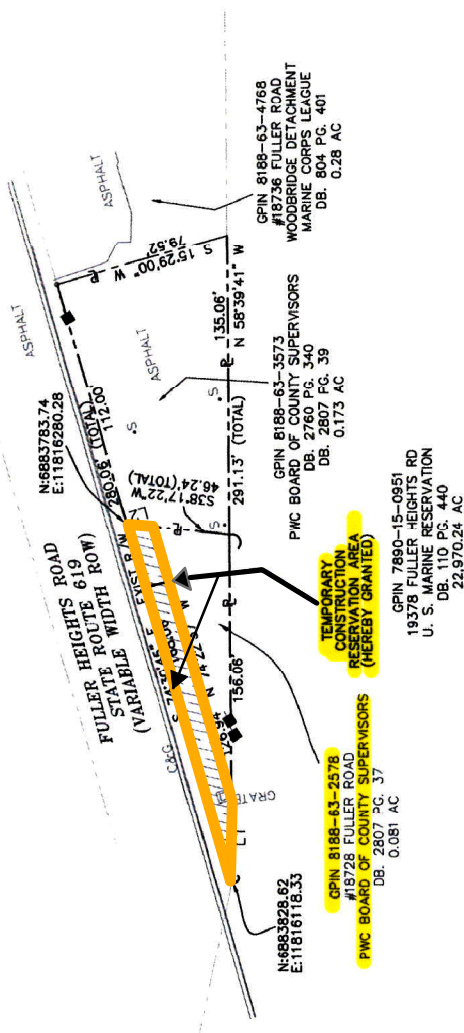 ASPHALT
ASPHALT
ASPHALT
GPIN 8188-63-4768
#18736 FULLER ROAD
WOODBRIDGE DETACHMENT
MARINE CORPS LEAGUE
DB. 804 PG. 401
0.28 AC
S 15'29'00" W
79.52'
N:6883783.74
E:11816280.28
280.06' (TOTAL)
112.00
FULLER HEIGHTS ROAD
STATE ROUTE 619
(VARIABLE WIDTH ROW)
EXIST R/W
C&G
S
S
S
S38'17'22"W
46.24'(TOTAL)
135.06'
N 58'39'41" W
291.13' (TOTAL)
156.06'
GPIN 8188-63-3573
PWC BOARD OF COUNTY SUPERVISORS
DB. 2760 PG. 340
DB. 2807 PG. 39
0.173 AC
L2
L1
GRATE
N:6883828.62
E:11816118.33
TEMPORARY
CONSTRUCTION
RESERVATION AREA
(HEREBY GRANTED)
GPIN 7890-15-0951
19378 FULLER HEIGHTS RD
U. S. MARINE RESERVATION
DB. 110 PG. 440
22,970.24 AC
GPIN 8188-63-2578
#18728 FULLER ROAD
PWC BOARD OF COUNTY SUPERVISORS
DB. 2807 PG. 37
0.081 AC